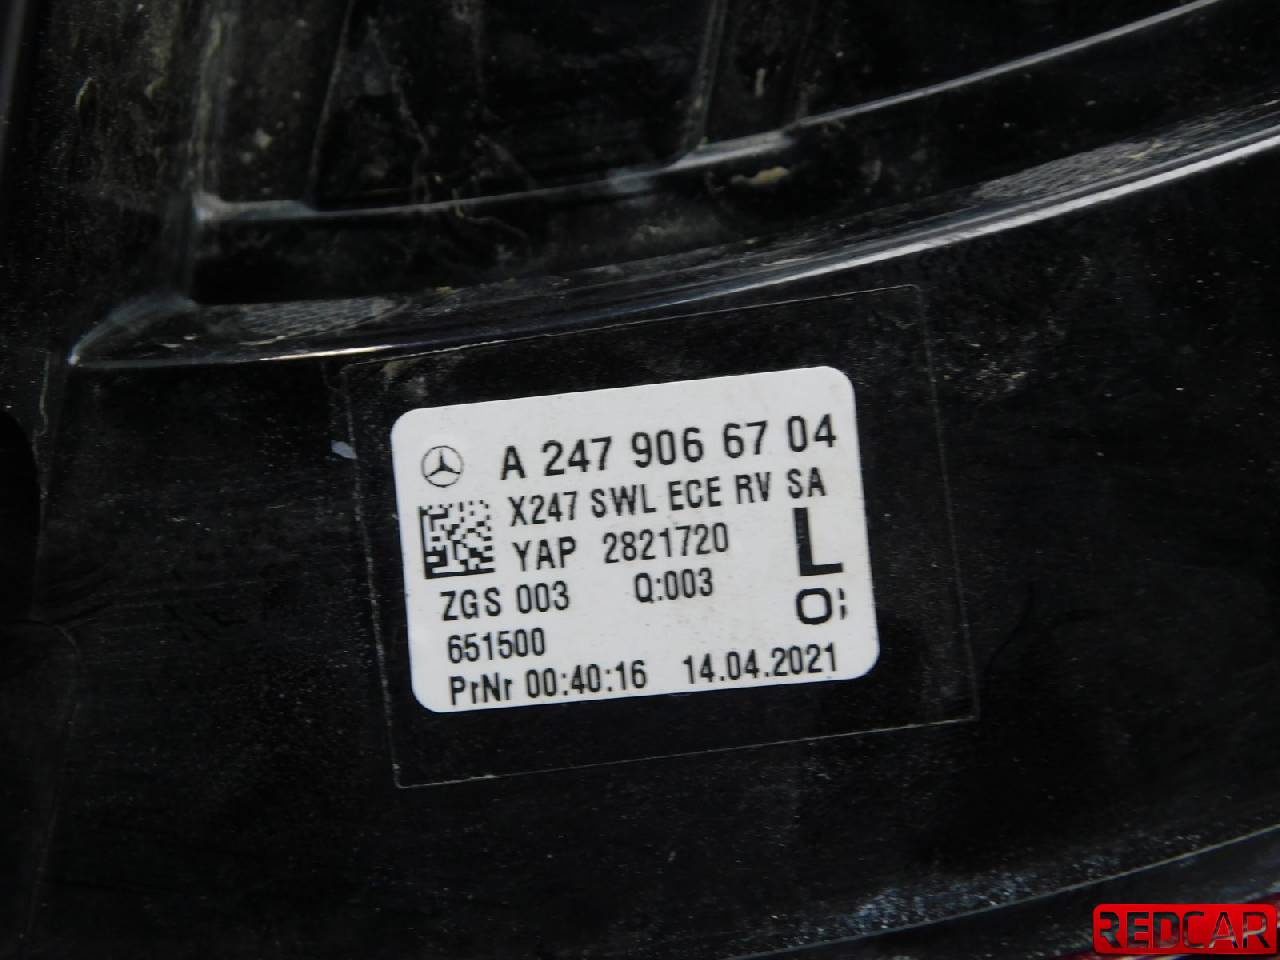 A 247 906 67 04
X247 SWL ECE RV SA
YAP 2821720
L
ZGS 003 Q:003
O;
651500
PrNr 00:40:16 14.04.2021
REDCAR